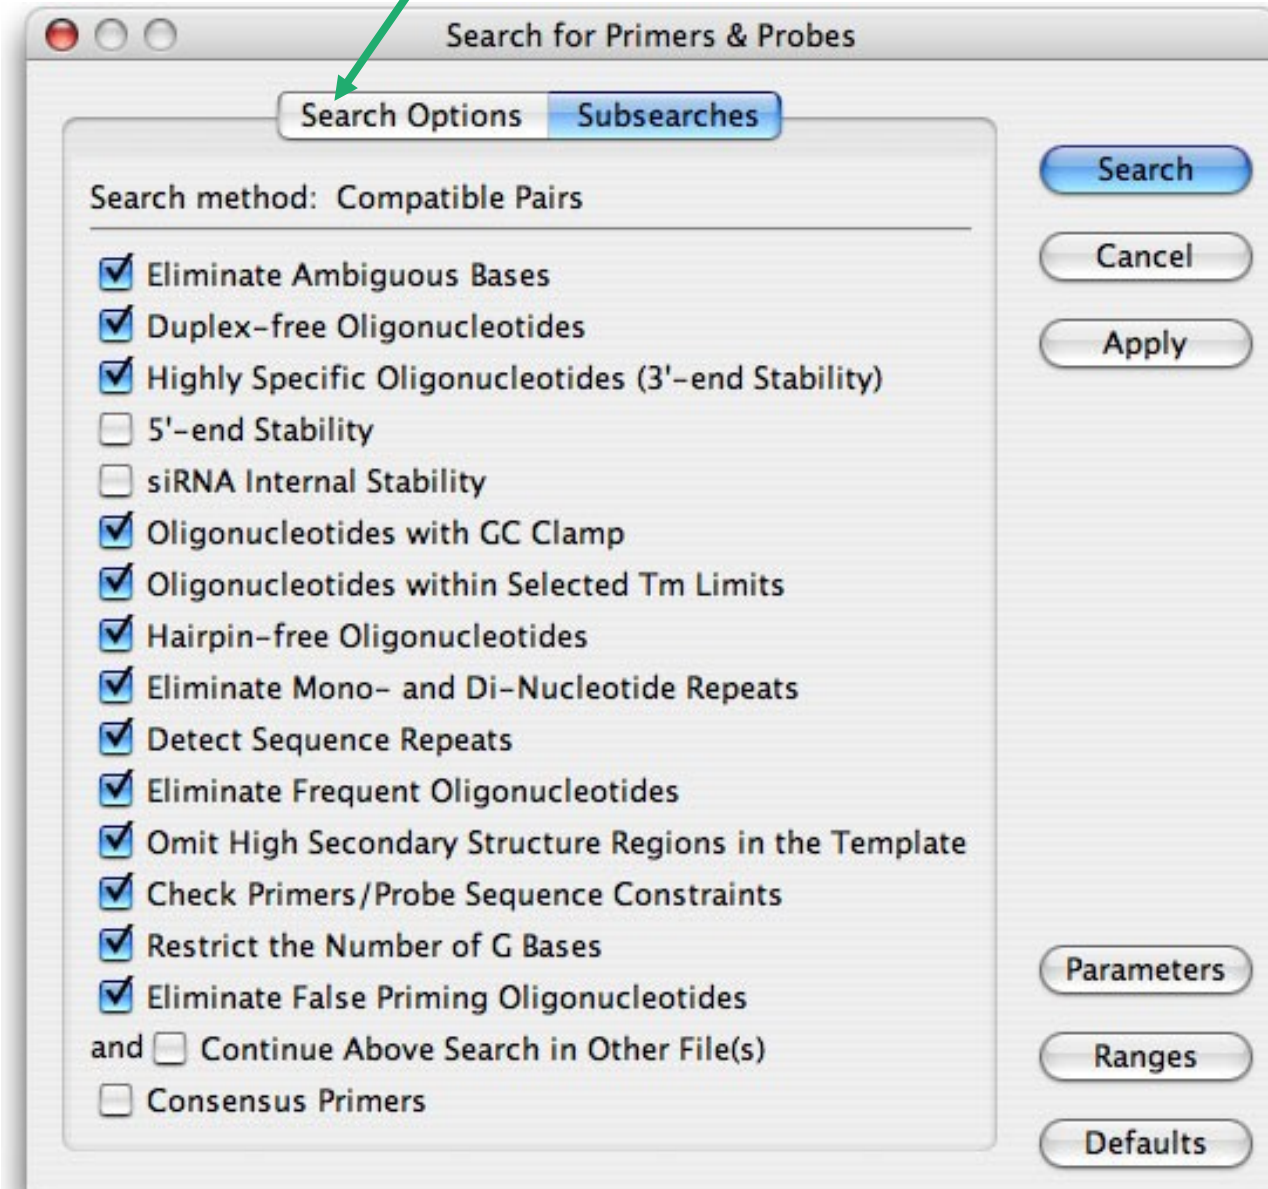 Search for Primers & Probes
Search Options
Subsearches
Search method: Compatible Pairs
Eliminate Ambiguous Bases
Duplex-free Oligonucleotides
Highly Specific Oligonucleotides (3'-end Stability)
5'-end Stability
siRNA Internal Stability
Oligonucleotides with GC Clamp
Oligonucleotides within Selected Tm Limits
Hairpin-free Oligonucleotides
Eliminate Mono- and Di-Nucleotide Repeats
Detect Sequence Repeats
Eliminate Frequent Oligonucleotides
Omit High Secondary Structure Regions in the Template
Check Primers/Probe Sequence Constraints
Restrict the Number of G Bases
Eliminate False Priming Oligonucleotides
and Continue Above Search in Other File(s)
Consensus Primers
Search
Cancel
Apply
Parameters
Ranges
Defaults